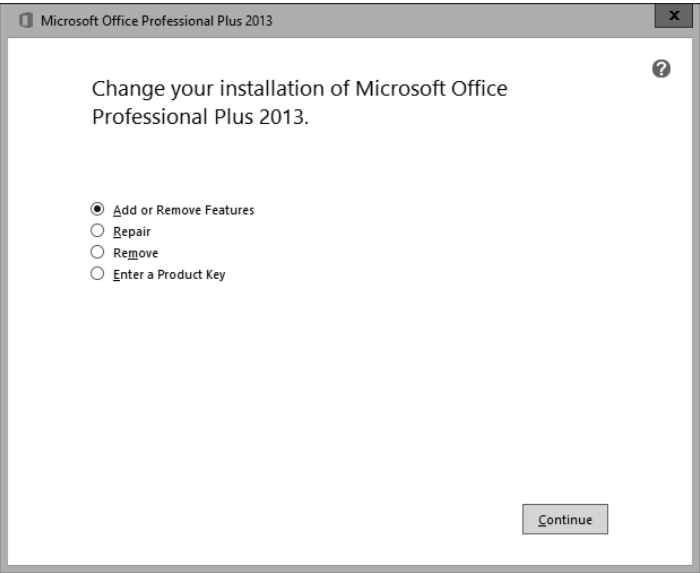 Microsoft Office Professional Plus 2013
x
?
Change your installation of Microsoft Office
Professional Plus 2013.
Add or Remove Features
Repair
Remove
Enter a Product Key
Continue